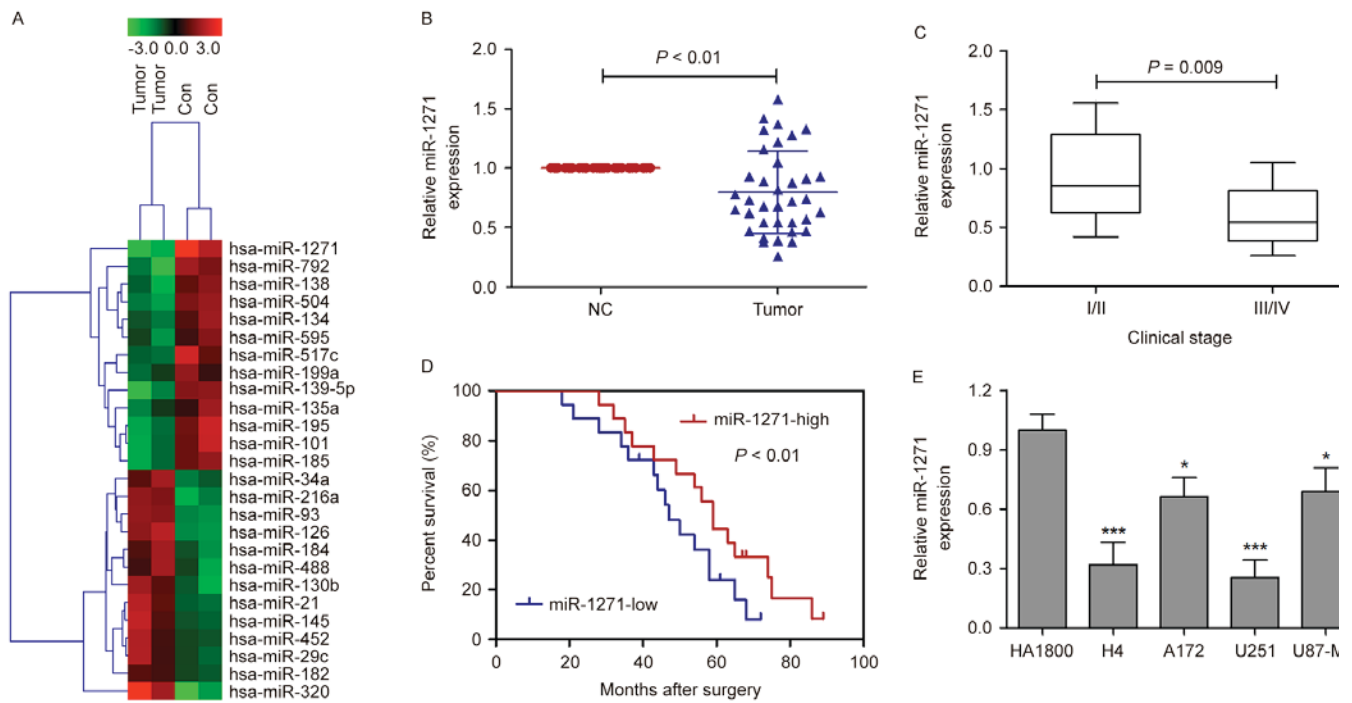 A
-3.0 0.0 3.0
Tumor
Tumor
Con
Con
hsa-miR-1271
hsa-miR-792
hsa-miR-138
hsa-miR-504
hsa-miR-134
hsa-miR-595
hsa-miR-517c
hsa-miR-199a
hsa-miR-139-5p
hsa-miR-135a
hsa-miR-195
hsa-miR-101
hsa-miR-185
hsa-miR-34a
hsa-miR-216a
hsa-miR-93
hsa-miR-126
hsa-miR-184
hsa-miR-488
hsa-miR-130b
hsa-miR-21
hsa-miR-145
hsa-miR-452
hsa-miR-29c
hsa-miR-182
hsa-miR-320
B
Relative miR-1271
expression
2.0
1.5
1.0
0.5
0.0
P < 0.01
NC Tumor
C
Relative miR-1271
expression
2.0
1.5
1.0
0.5
0.0
P = 0.009
I/II III/IV
Clinical stage
D
Percent survival (%)
100
80
60
40
20
0
miR-1271-high
P < 0.01
miR-1271-low
0 20 40 60 80 100
Months after surgery
E
Relative miR-1271
expression
1.2
0.9
0.6
0.3
0.0
***
*
***
*
HA1800 H4 A172 U251 U87-M